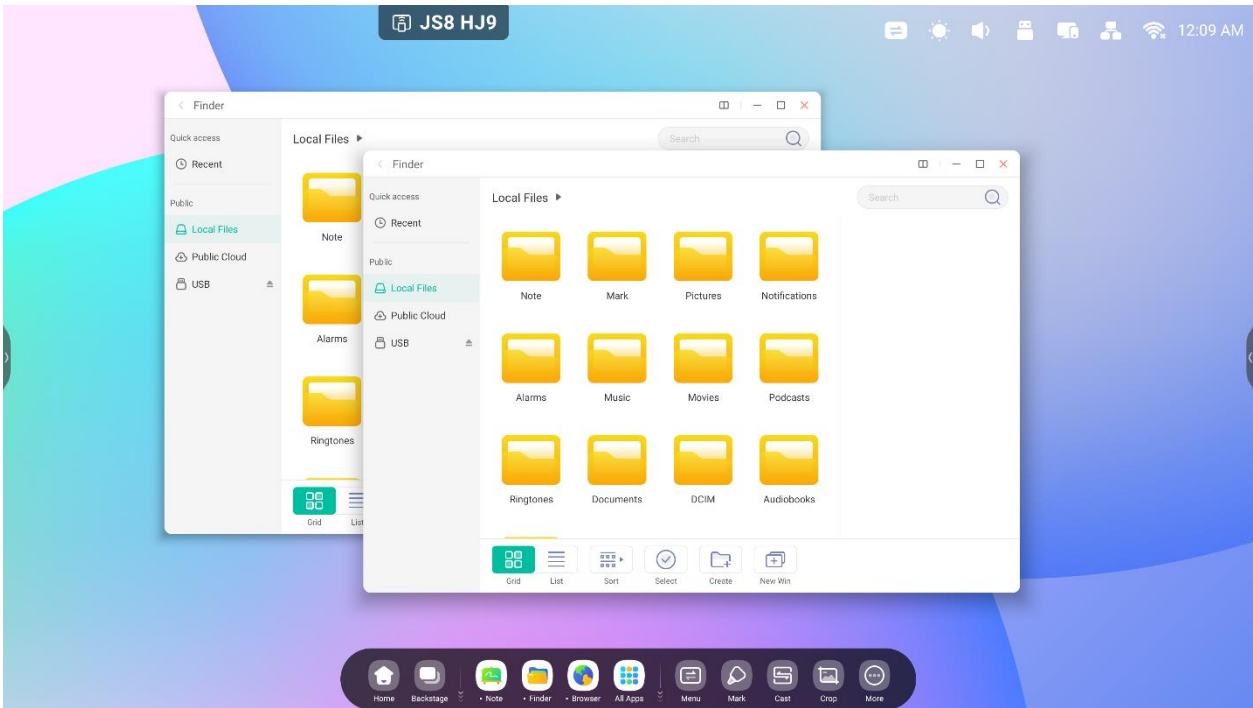 JS8 HJ9
12:09 AM
Finder
Quick access
Recent
Public
Local Files
Public Cloud
USB
Local Files
Search
Note
Alarms
Ringtones
Grid List
Finder
Quick access
Recent
Public
Local Files
Public Cloud
USB
Local Files
Search
Note Mark Pictures Notifications
Alarms Music Movies Podcasts
Ringtones Documents DCIM Audiobooks
Grid List Sort Select Create New Win
Home Backstage • Note • Finder • Browser All Apps Menu Mark Cast Crop More